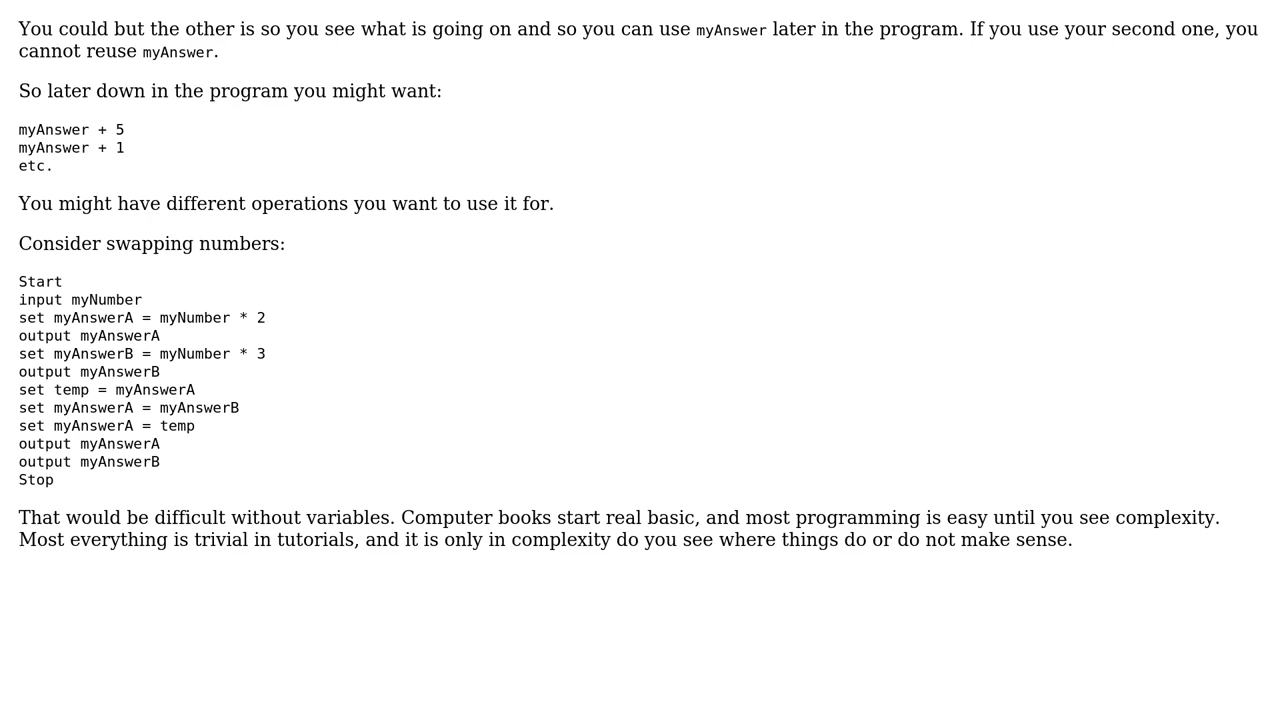 You could but the other is so you see what is going on and so you can use myAnswer later in the program. If you use your second one, you
cannot reuse myAnswer.
So later down in the program you might want:
myAnswer + 5
myAnswer + 1
etc.
You might have different operations you want to use it for.
Consider swapping numbers:
Start
input myNumber
set myAnswerA = myNumber * 2
output myAnswerA
set myAnswerB = myNumber * 3
output myAnswerB
set temp = myAnswerA
set myAnswerA = myAnswerB
set myAnswerA = temp
output myAnswerA
output myAnswerB
Stop
That would be difficult without variables. Computer books start real basic, and most programming is easy until you see complexity.
Most everything is trivial in tutorials, and it is only in complexity do you see where things do or do not make sense.